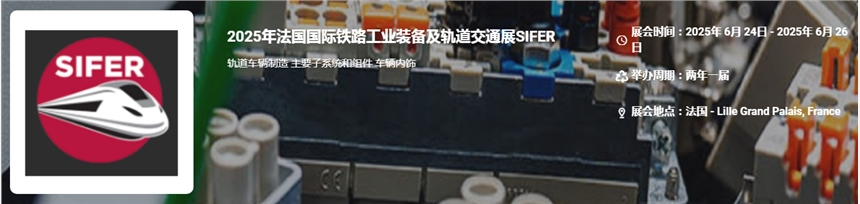 SIFER
2025年法国国际铁路工业装备及轨道交通展SIFER
轨道车辆制造 主要子系统和组件 车辆内饰
展会时间：2025年 6月 24日 - 2025年 6月 26
日
举办周期：两年一届
展会地点：法国 - Lille Grand Palais, France